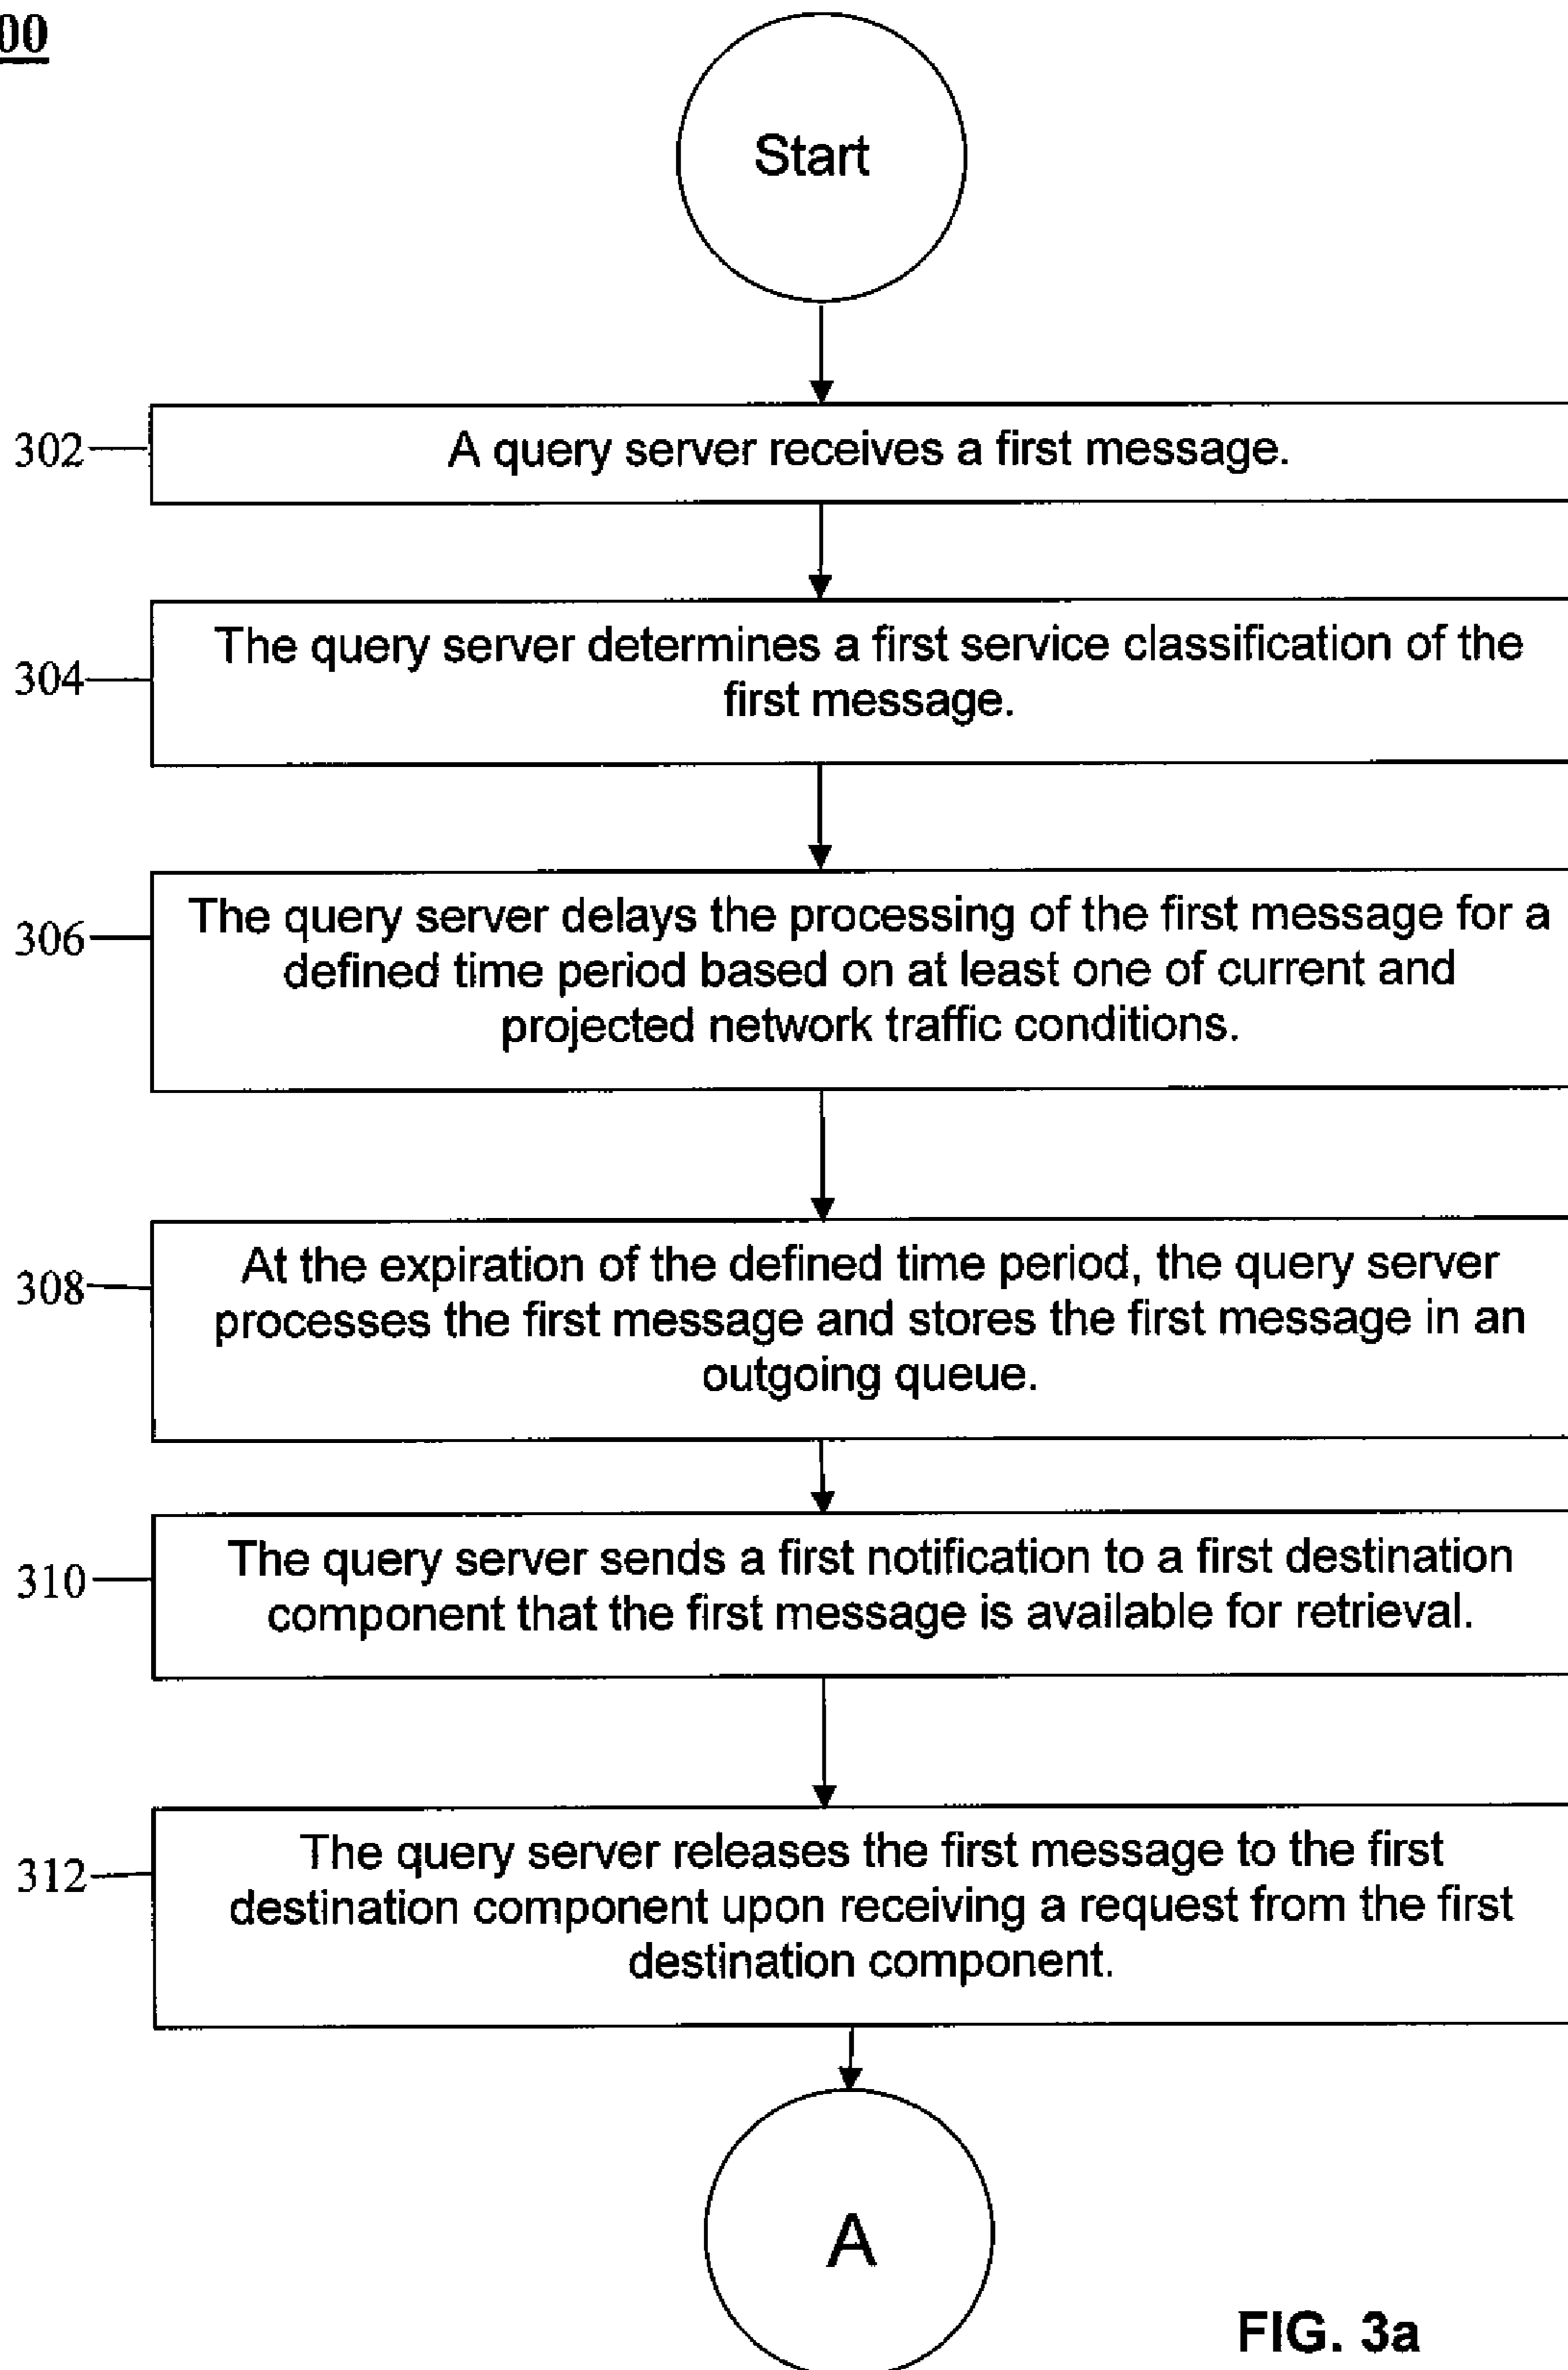 00
Start
302
A query server receives a first message.
304
The query server determines a first service classification of the
first message.
306
The query server delays the processing of the first message for a
defined time period based on at least one of current and
projected network traffic conditions.
308
At the expiration of the defined time period, the query server
processes the first message and stores the first message in an
outgoing queue.
310
The query server sends a first notification to a first destination
component that the first message is available for retrieval.
312
The query server releases the first message to the first
destination component upon receiving a request from the first
destination component.
A
FIG. 3a